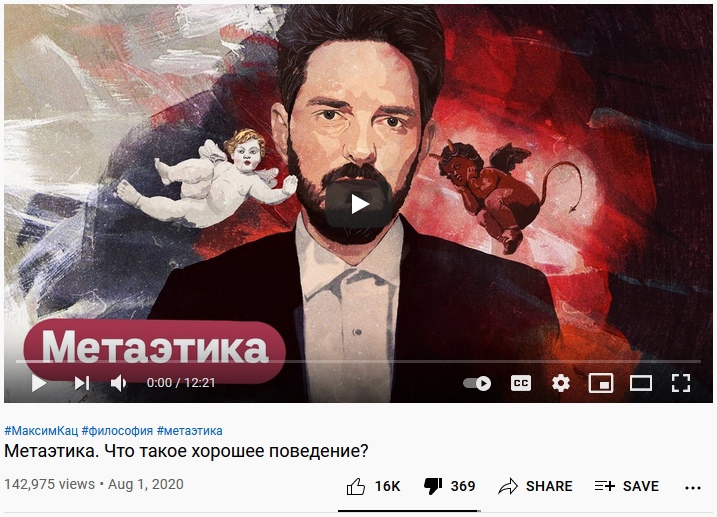 Метаэтика
0:00 / 12:21
CC
#МаксимКац #философия #метаэтика
Метаэтика. Что такое хорошее поведение?
142,975 views • Aug 1, 2020
16K
369
SHARE
SAVE